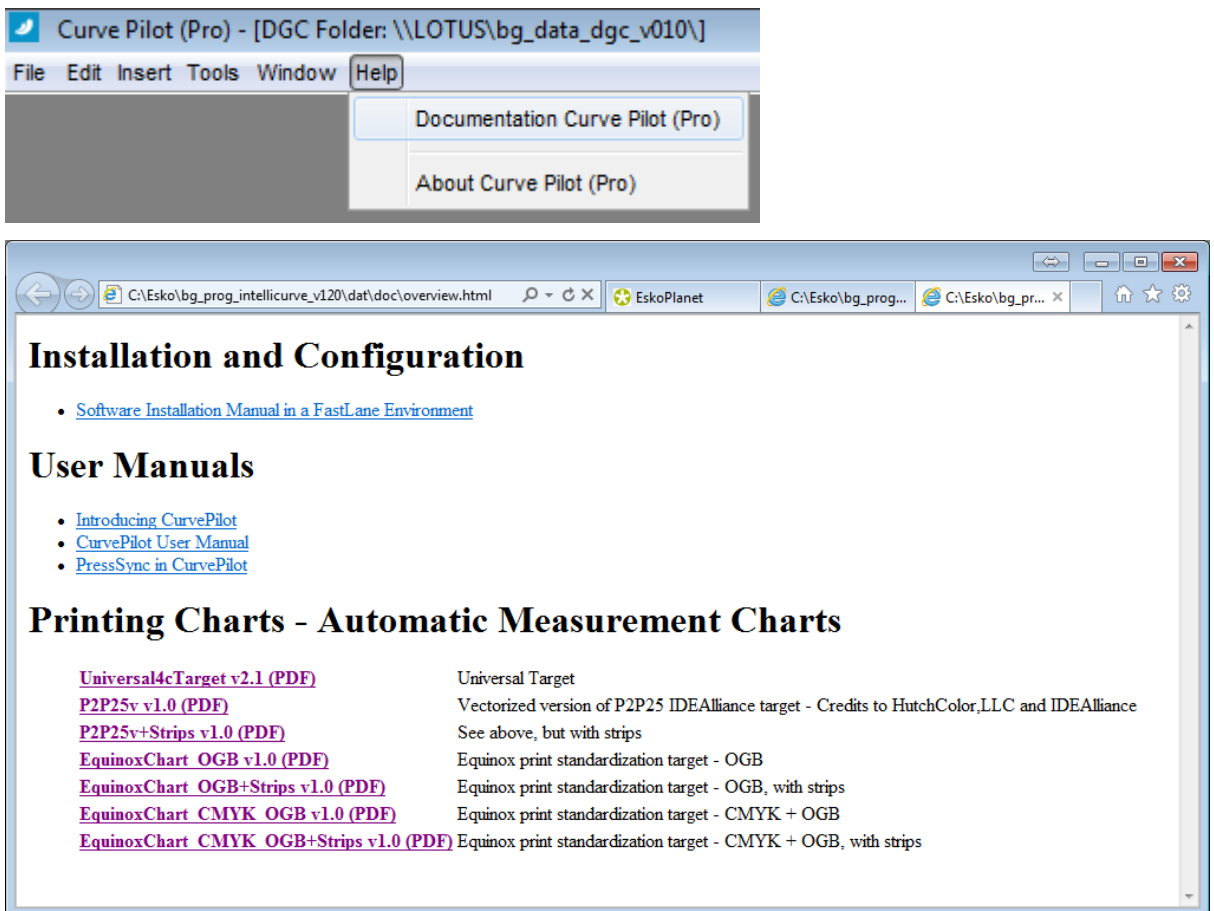 Curve Pilot (Pro) - [DGC Folder: \\LOTUS\bg_data_dgc_v010\]
File Edit Insert Tools Window Help
Documentation Curve Pilot (Pro)
About Curve Pilot (Pro)
C:\Esko\bg_prog_intellicurve_v120\dat\doc\overview.html EskoPlanet C:\Esko\bg_prog... C:\Esko\bg_pr...
Installation and Configuration
Software Installation Manual in a FastLane Environment
User Manuals
Introducing CurvePilot
CurvePilot User Manual
PressSync in CurvePilot
Printing Charts - Automatic Measurement Charts
Universal4cTarget v2.1 (PDF) Universal Target
P2P25v v1.0 (PDF) Vectorized version of P2P25 IDEAlliance target - Credits to HutchColor,LLC and IDEAlliance
P2P25v+Strips v1.0 (PDF) See above, but with strips
EquinoxChart_OGB v1.0 (PDF) Equinox print standardization target - OGB
EquinoxChart_OGB+Strips v1.0 (PDF) Equinox print standardization target - OGB, with strips
EquinoxChart_CMYK_OGB v1.0 (PDF) Equinox print standardization target - CMYK + OGB
EquinoxChart_CMYK_OGB+Strips v1.0 (PDF) Equinox print standardization target - CMYK + OGB, with strips